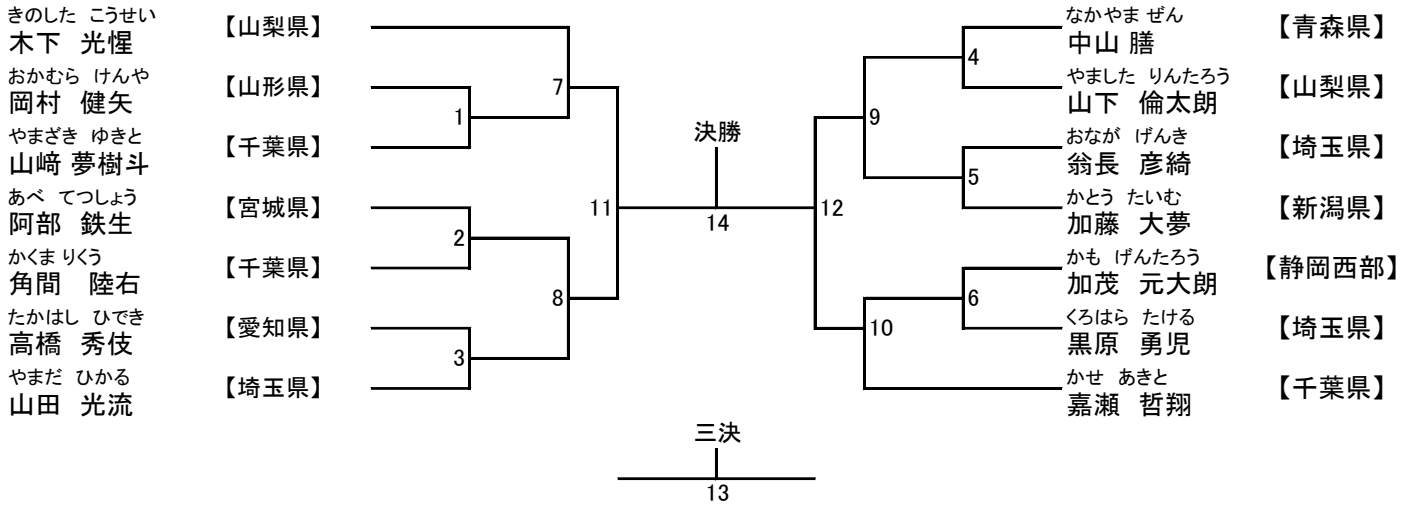 きのした こうせい
木下 光惺 【山梨県】
おかむら けんや
岡村 健矢 【山形県】
やまざき ゆきと
山﨑 夢樹斗 【千葉県】
あべ てつしょう
阿部 鉄生 【宮城県】
かくま りくう
角間 陸右 【千葉県】
たかはし ひでき
高橋 秀伎 【愛知県】
やまだ ひかる
山田 光流 【埼玉県】
1
2
3
7
8
11
決勝
14
三決
13
12
9
10
4
5
6
なかやま ぜん
中山 膳 【青森県】
やました りんたろう
山下 倫太朗 【山梨県】
おなが げんき
翁長 彦綺 【埼玉県】
かとう たいむ
加藤 大夢 【新潟県】
かも げんたろう
加茂 元大朗 【静岡西部】
くろはら たける
黒原 勇児 【埼玉県】
かせ あきと
嘉瀬 哲翔 【千葉県】